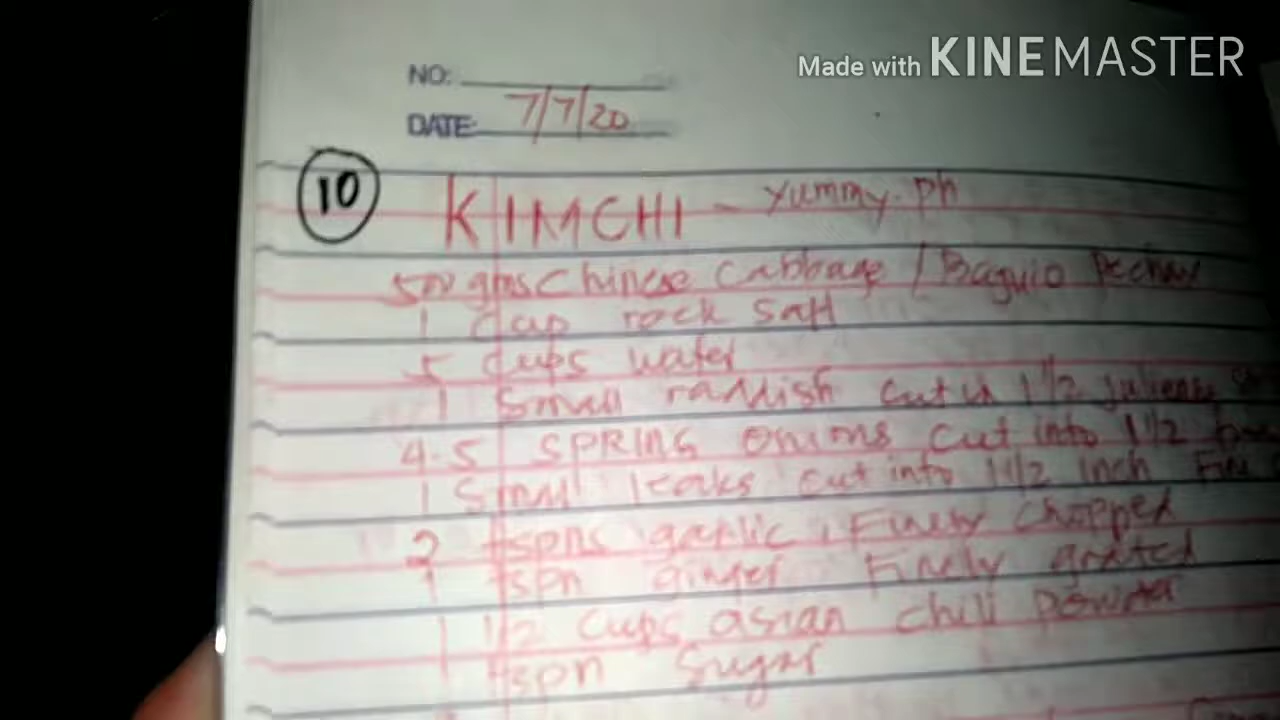 Made with KINEMASTER
NO:
DATE: 7/7/20
10 KIMCHI - yummy.ph
500 gms Chinese Cabbage / Baguio Pechay
1 cup rock salt
5 cups water
1 Small raddish cut in 1 1/2 Julienne
4-5 SPRING Onions cut into 1 1/2
1 Small leaks cut into 1 1/2 inch Fine
2 tspns garlic, Finely Chopped
1 tspn ginger Finely grated
1 1/2 cups asian chili powder
1 tspn Sugar